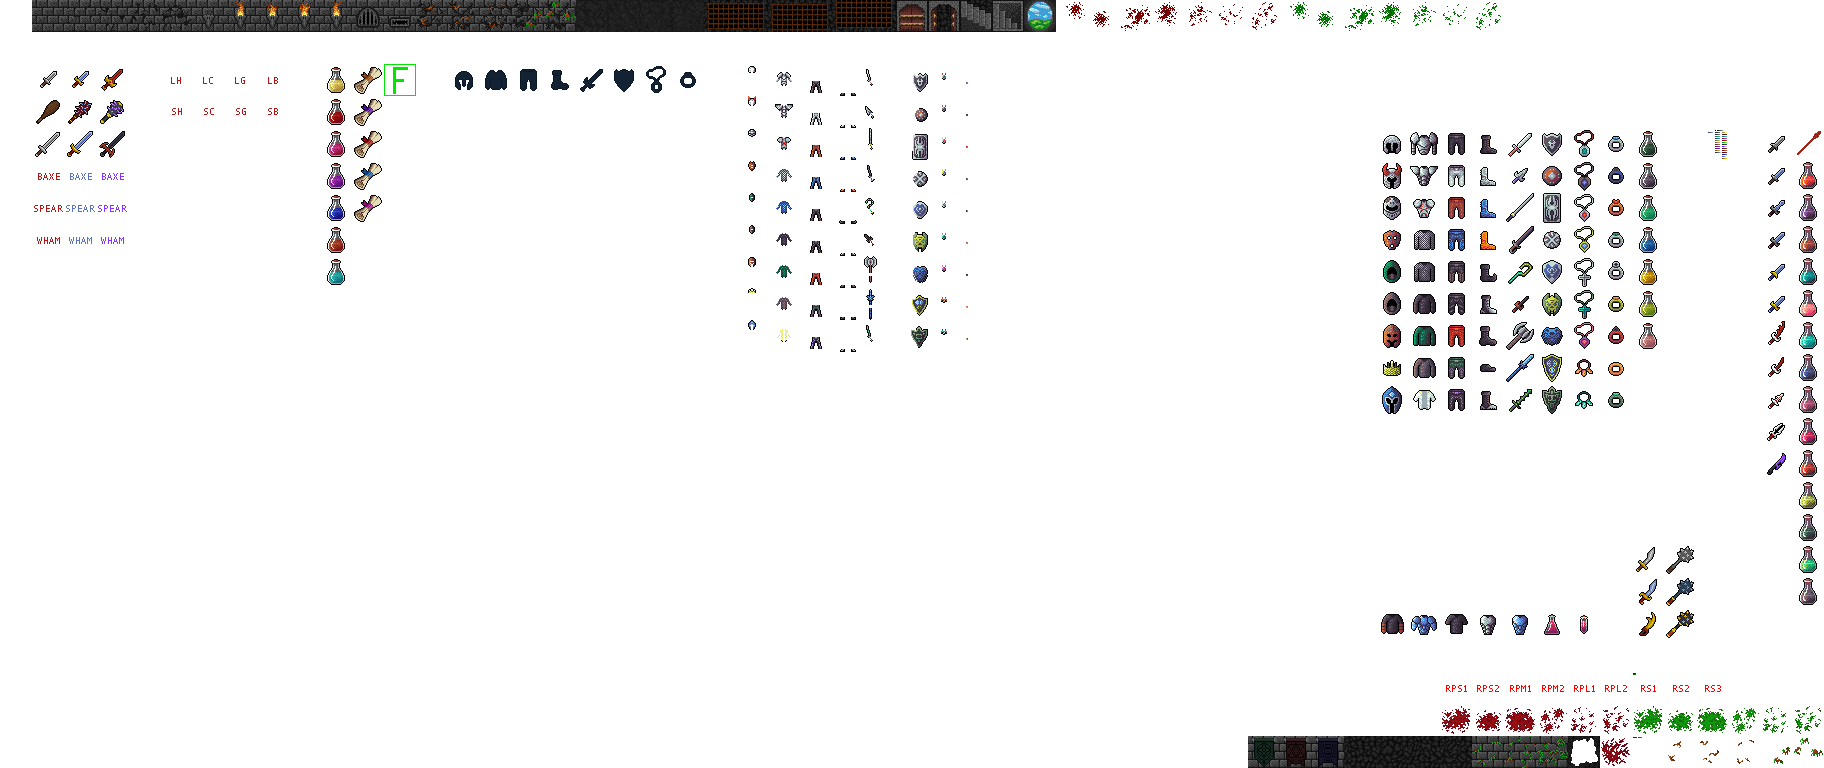 F
LH LC LG LB
SH SC SG SB
BAXE BAXE BAXE
SPEAR SPEAR SPEAR
WHAM WHAM WHAM
RPS1 RPS2 RPM1 RPM2 RPL1 RPL2 RS1 RS2 RS3